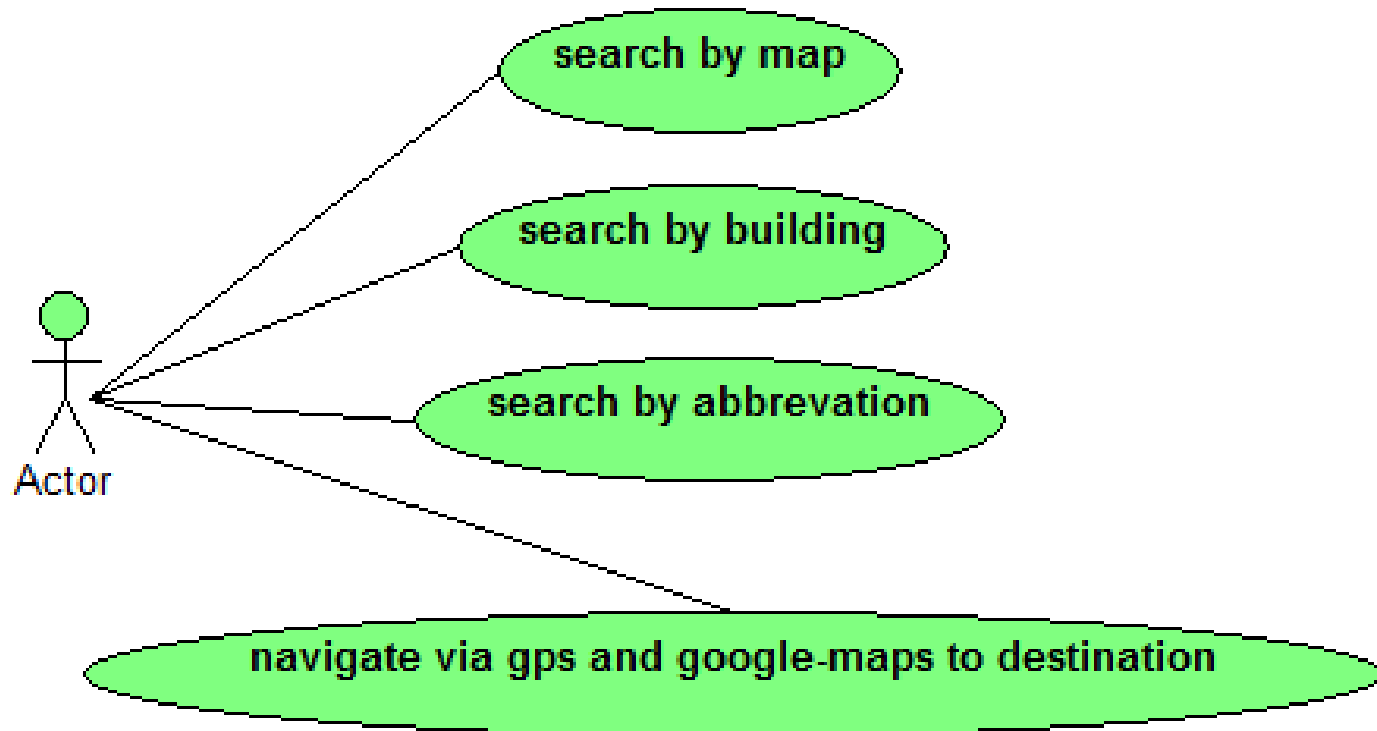 search by map
search by building
search by abbrevation
Actor
navigate via gps and google-maps to destination